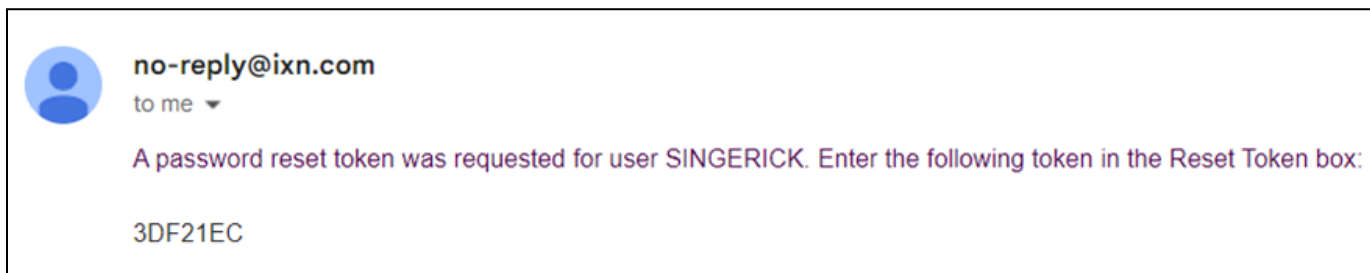 no-reply@ixn.com
to me
A password reset token was requested for user SINGERICK. Enter the following token in the Reset Token box:
3DF21EC